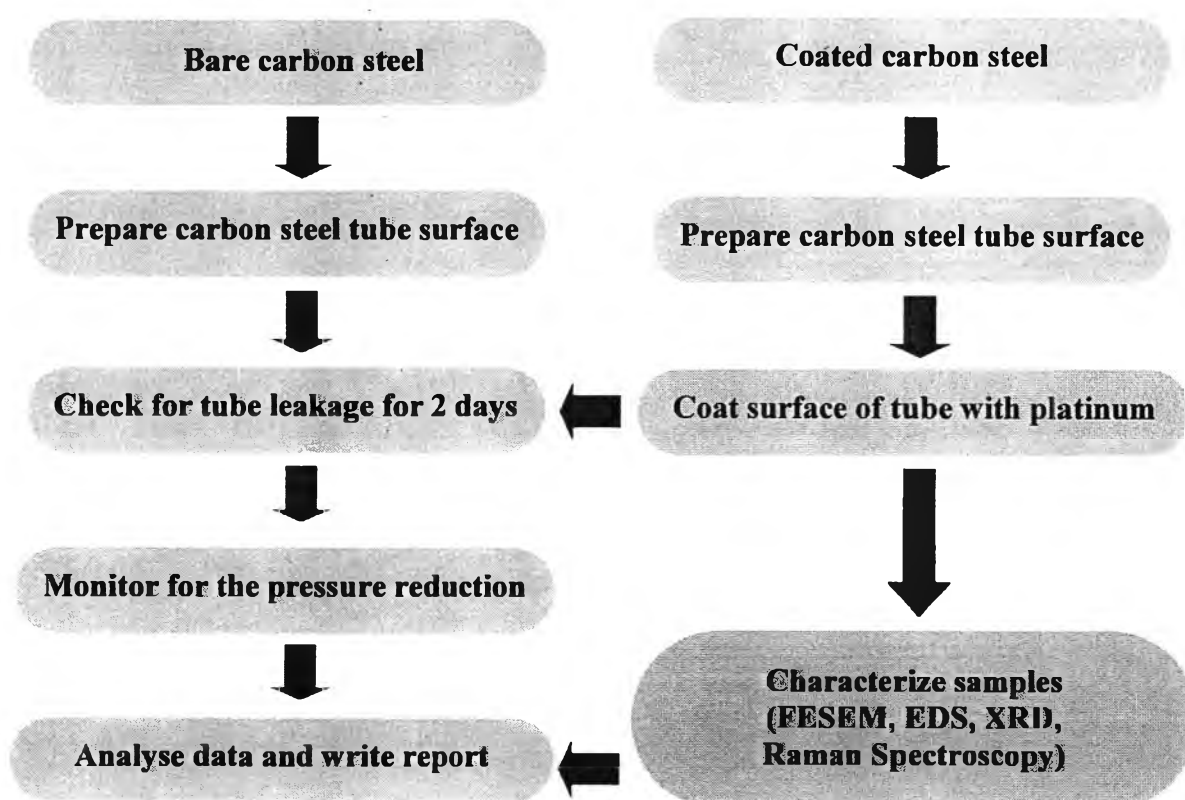 Bare carbon steel
Coated carbon steel
Prepare carbon steel tube surface
Prepare carbon steel tube surface
Check for tube leakage for 2 days
Coat surface of tube with platinum
Monitor for the pressure reduction
Characterize samples
(FESEM, EDS, XRD,
Raman Spectroscopy)
Analyse data and write report